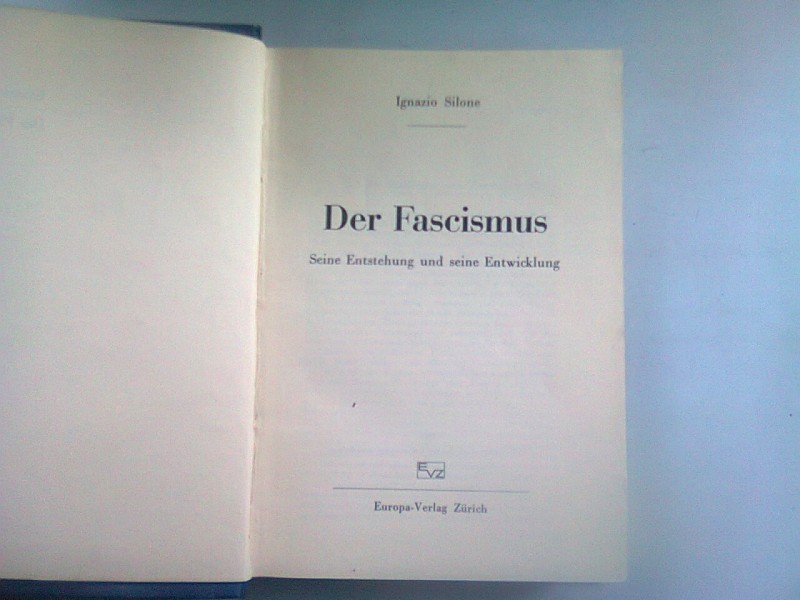 Ignazio Silone
Der Fascismus
Seine Entstehung und seine Entwicklung
EVZ
Europa-Verlag Zürich